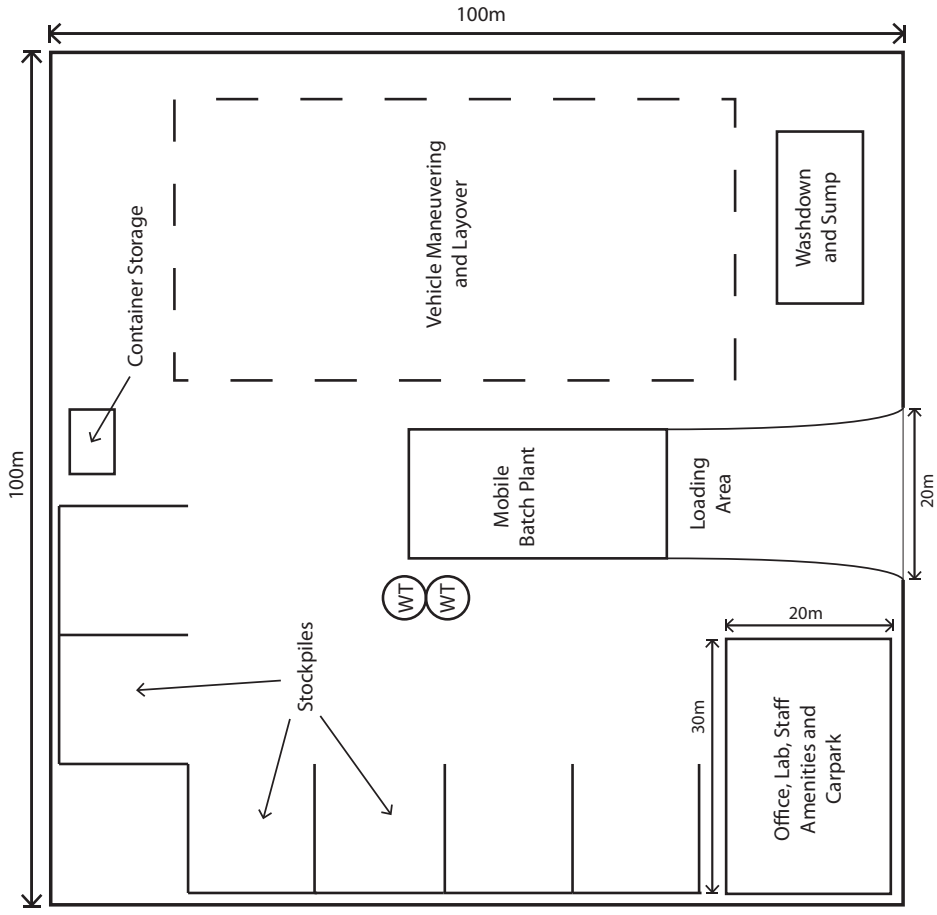 100m
100m
Vehicle Maneuvering
and Layover
Washdown
and Sump
Container Storage
Mobile
Batch Plant
Loading
Area
20m
WT
WT
Stockpiles
20m
30m
Office, Lab, Staff
Amenities and
Carpark